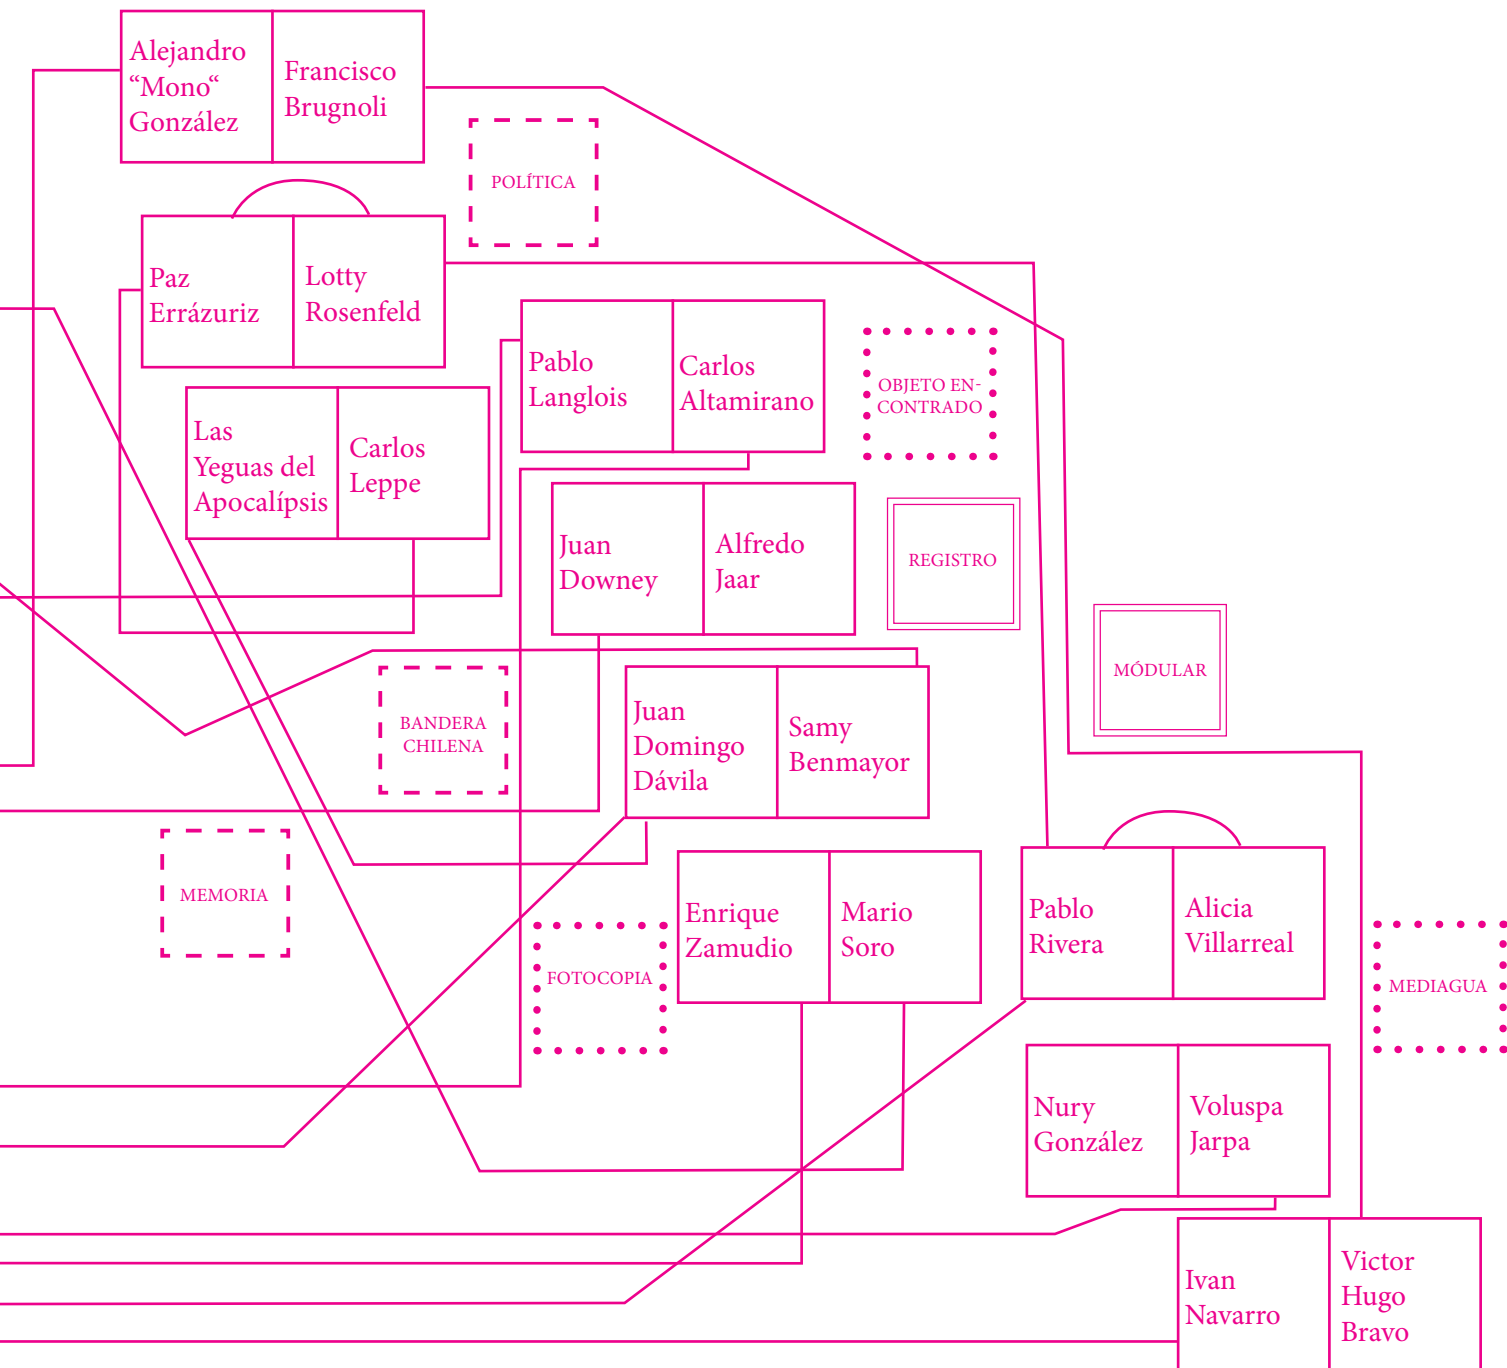 Alejandro
“Mono“
González
Francisco
Brugnoli
POLÍTICA
Paz
Errázuriz
Lotty
Rosenfeld
Pablo
Langlois
Carlos
Altamirano
OBJETO EN-
CONTRADO
Las
Yeguas del
Apocalípsis
Carlos
Leppe
Juan
Downey
Alfredo
Jaar
REGISTRO
MÓDULAR
BANDERA
CHILENA
Juan
Domingo
Dávila
Samy
Benmayor
MEMORIA
FOTOCOPIA
Enrique
Zamudio
Mario
Soro
Pablo
Rivera
Alicia
Villarreal
MEDIAGUA
Nury
González
Voluspa
Jarpa
Ivan
Navarro
Victor
Hugo
Bravo